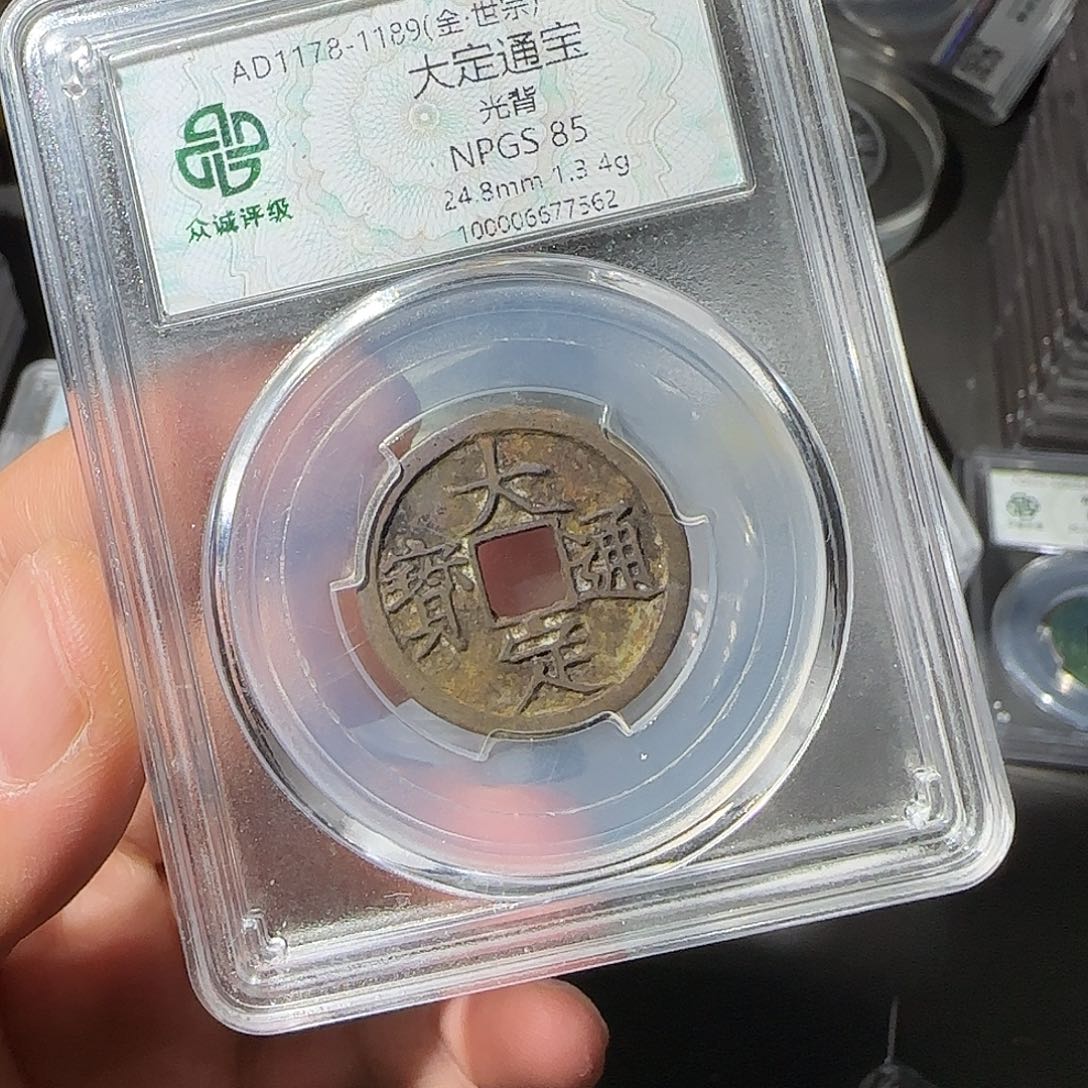 AD1178-1189(金·世宗)
大定通宝
光背
NPGS 85
24.8mm 1.3 4g
100006677562
众诚评级
大定通寳